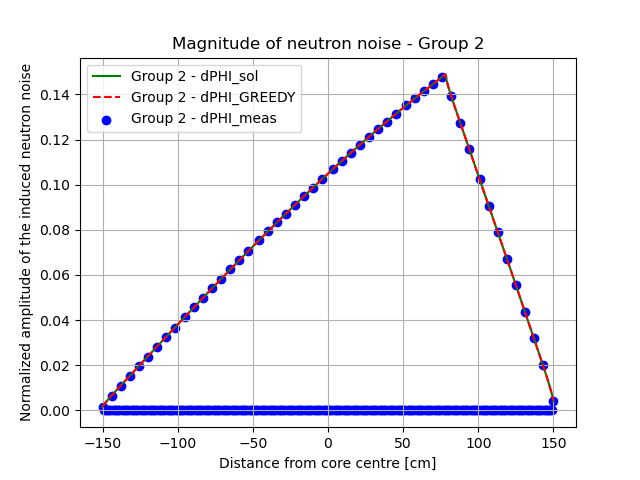 Magnitude of neutron noise - Group 2
Group 2 - dPHI_sol
Group 2 - dPHI_GREEDY
Group 2 - dPHI_meas
Normalized amplitude of the induced neutron noise
0.14
0.12
0.10
0.08
0.06
0.04
0.02
0.00
−150 −100 −50 0 50 100 150
Distance from core centre [cm]